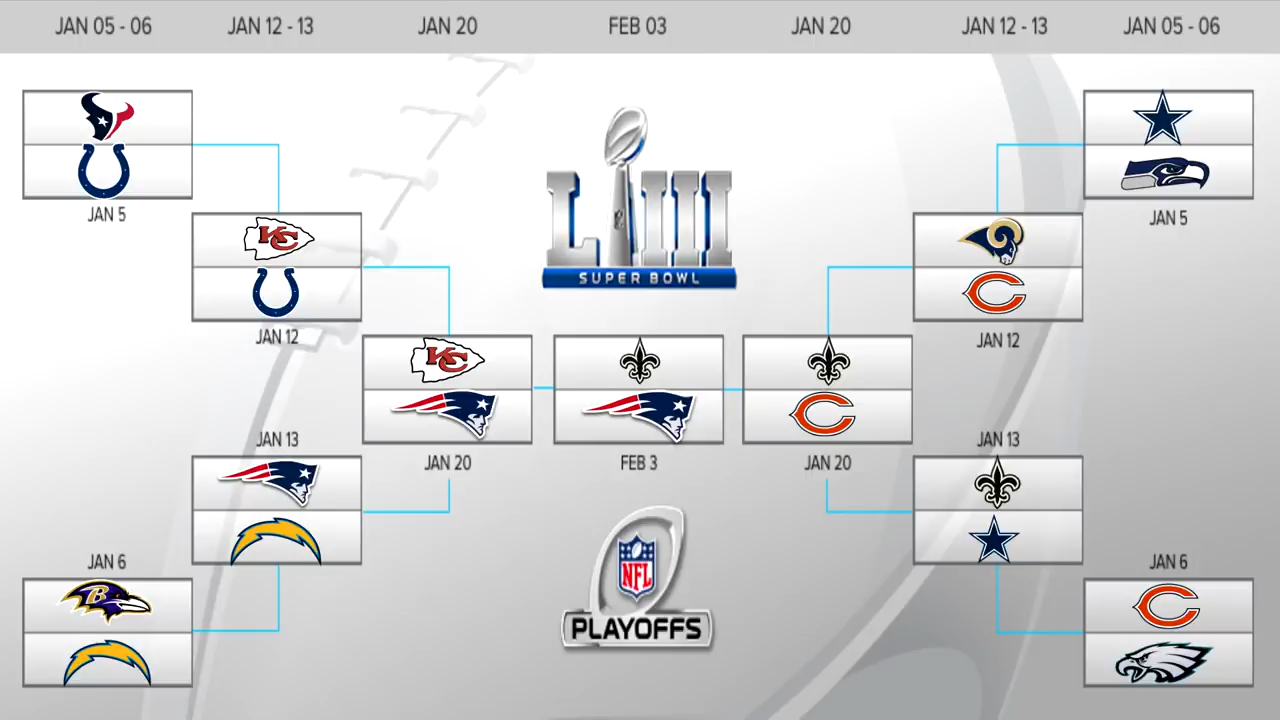 JAN 05 - 06
JAN 12 - 13
JAN 20
FEB 03
JAN 20
JAN 12 - 13
JAN 05 - 06
LIII
SUPER BOWL
JAN 5
JAN 5
KC
C
JAN 12
JAN 12
KC
C
JAN 13
JAN 13
JAN 20
FEB 3
JAN 20
JAN 6
JAN 6
NFL
B
C
PLAYOFFS